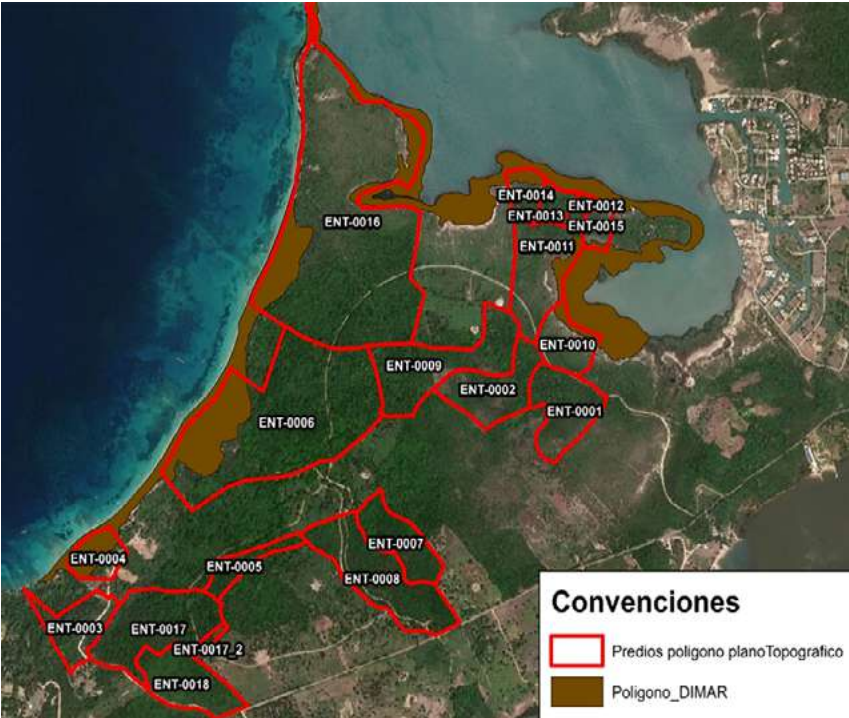 ENT-0014
ENT-0012
ENT-0013
ENT-0016
ENT-0015
ENT-0011
ENT-0010
ENT-0009
ENT-0002
ENT-0001
ENT-0006
ENT-0007
ENT-0004
ENT-0005
ENT-0008
ENT-0003
ENT-0017
ENT-0017_2
ENT-0018
Convenciones
Predios poligono planoTopografico
Poligono_DIMAR